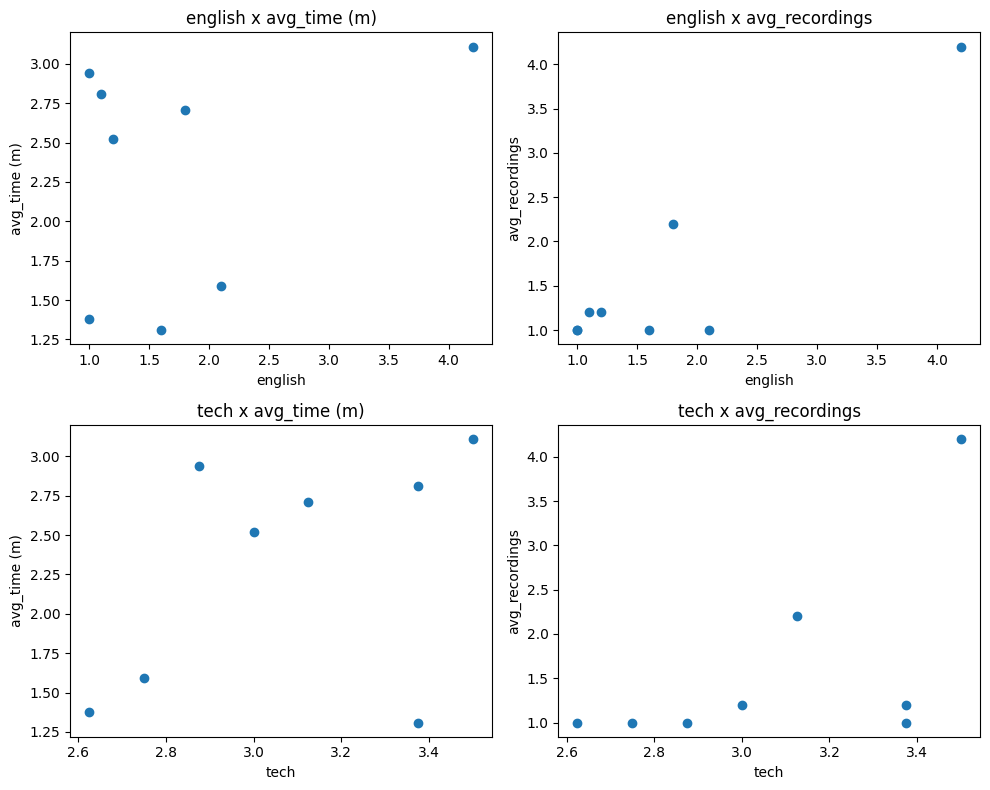 english x avg_time (m)
avg_time (m)
3.00
2.75
2.50
2.25
2.00
1.75
1.50
1.25
1.0 1.5 2.0 2.5 3.0 3.5 4.0
english
english x avg_recordings
avg_recordings
4.0
3.5
3.0
2.5
2.0
1.5
1.0
1.0 1.5 2.0 2.5 3.0 3.5 4.0
english
tech x avg_time (m)
avg_time (m)
3.00
2.75
2.50
2.25
2.00
1.75
1.50
1.25
2.6 2.8 3.0 3.2 3.4
tech
tech x avg_recordings
avg_recordings
4.0
3.5
3.0
2.5
2.0
1.5
1.0
2.6 2.8 3.0 3.2 3.4
tech